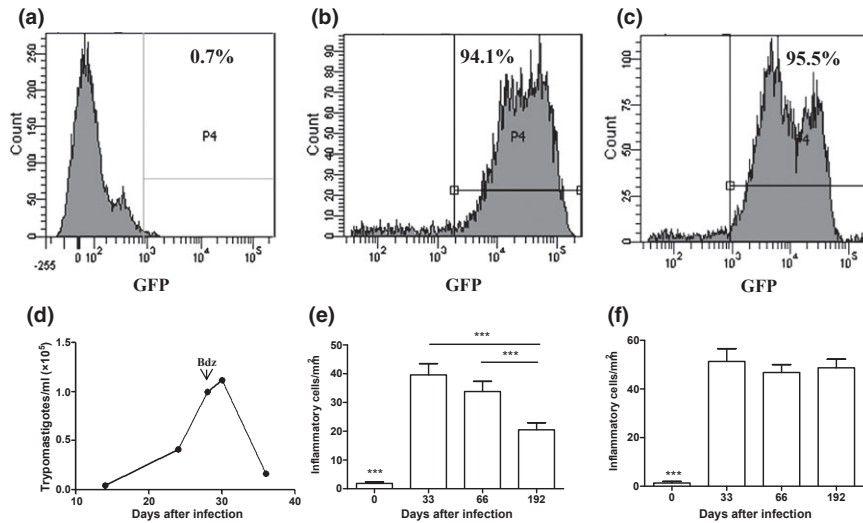 (a)
0.7%
P4
Count
250
200
150
100
50
0
-255
0 10²
10³
10⁴
10⁵
GFP
(b)
94.1%
P4
Count
90
80
70
60
50
40
30
20
10
0
10²
10³
10⁴
10⁵
GFP
(c)
95.5%
Count
100
75
50
25
0
10²
10³
10⁴
10⁵
GFP
(d)
Bdz
Trypomastigotes/ml (×10⁵)
1.5
1.0
0.5
0.0
10 20 30 40
Days after infection
(e)
***
***
***
Inflammatory cells/mm²
50
40
30
20
10
0
0 33 66 192
Days after infection
(f)
***
Inflammatory cells/mm²
60
40
20
0
0 33 66 192
Days after infection